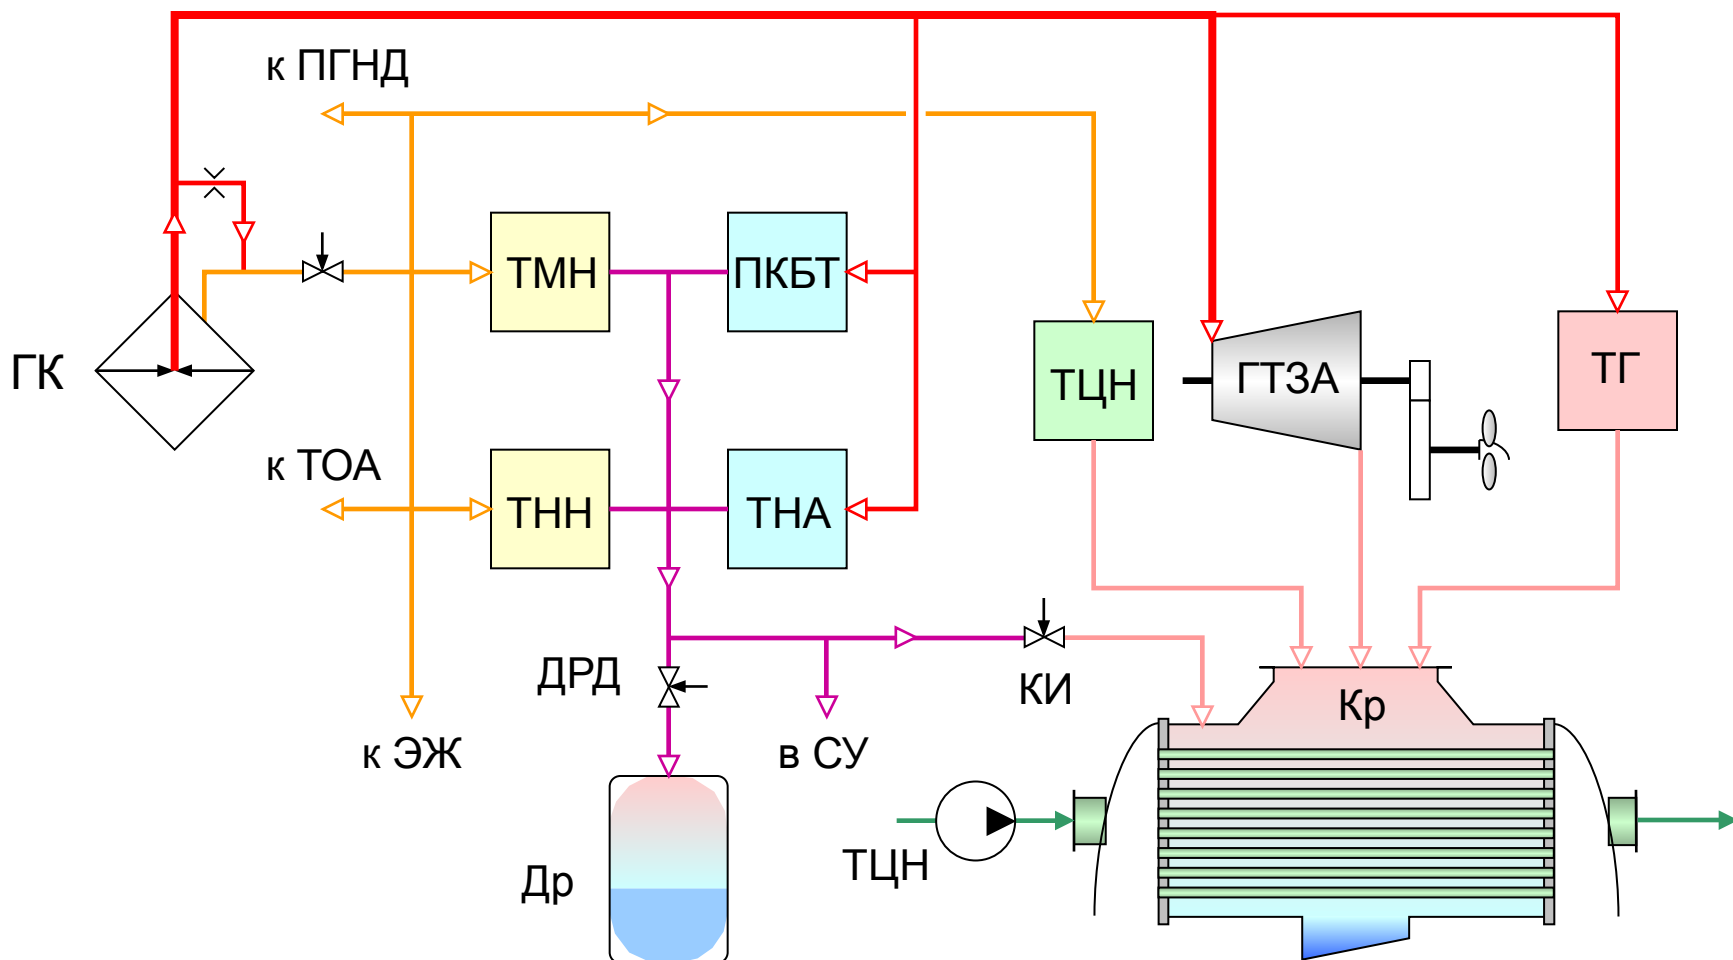 к ПГНД
ТМН
ПКБТ
ГК
ТЦН
ГТЗА
ТГ
к ТОА
ТНН
ТНА
ДРД
КИ
Кр
к ЭЖ
в СУ
ТЦН
Др